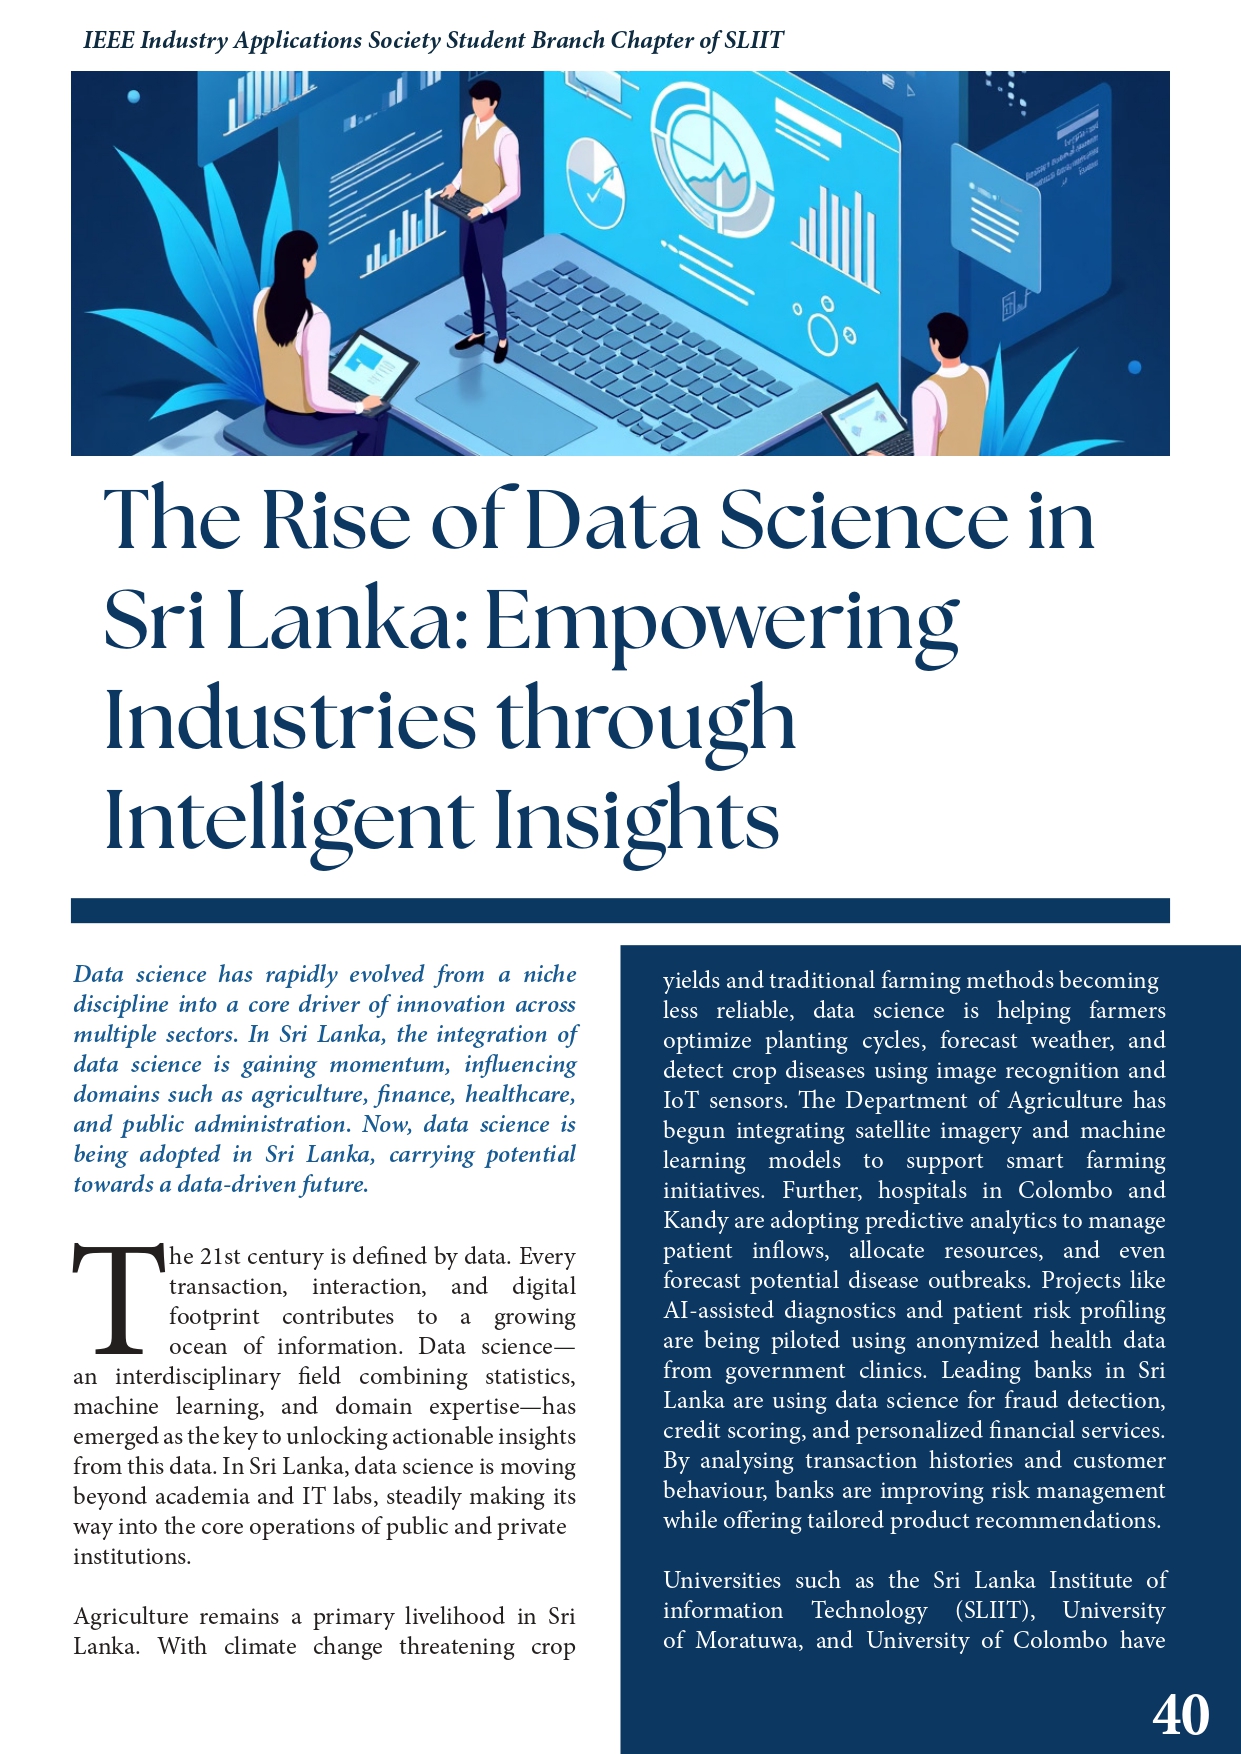 IEEE Industry Applications Society Student Branch Chapter of SLIIT
The Rise of Data Science in
Sri Lanka: Empowering
Industries through
Intelligent Insights
Data science has rapidly evolved from a niche
discipline into a core driver of innovation across
multiple sectors. In Sri Lanka, the integration of
data science is gaining momentum, influencing
domains such as agriculture, finance, healthcare,
and public administration. Now, data science is
being adopted in Sri Lanka, carrying potential
towards a data-driven future.
The 21st century is defined by data. Every
transaction, interaction, and digital
footprint contributes to a growing
ocean of information. Data science—
an interdisciplinary field combining statistics,
machine learning, and domain expertise—has
emerged as the key to unlocking actionable insights
from this data. In Sri Lanka, data science is moving
beyond academia and IT labs, steadily making its
way into the core operations of public and private
institutions.
Agriculture remains a primary livelihood in Sri
Lanka. With climate change threatening crop
yields and traditional farming methods becoming
less reliable, data science is helping farmers
optimize planting cycles, forecast weather, and
detect crop diseases using image recognition and
IoT sensors. The Department of Agriculture has
begun integrating satellite imagery and machine
learning models to support smart farming
initiatives. Further, hospitals in Colombo and
Kandy are adopting predictive analytics to manage
patient inflows, allocate resources, and even
forecast potential disease outbreaks. Projects like
AI-assisted diagnostics and patient risk profiling
are being piloted using anonymized health data
from government clinics. Leading banks in Sri
Lanka are using data science for fraud detection,
credit scoring, and personalized financial services.
By analysing transaction histories and customer
behaviour, banks are improving risk management
while offering tailored product recommendations.
Universities such as the Sri Lanka Institute of
information Technology (SLIIT), University
of Moratuwa, and University of Colombo have
40